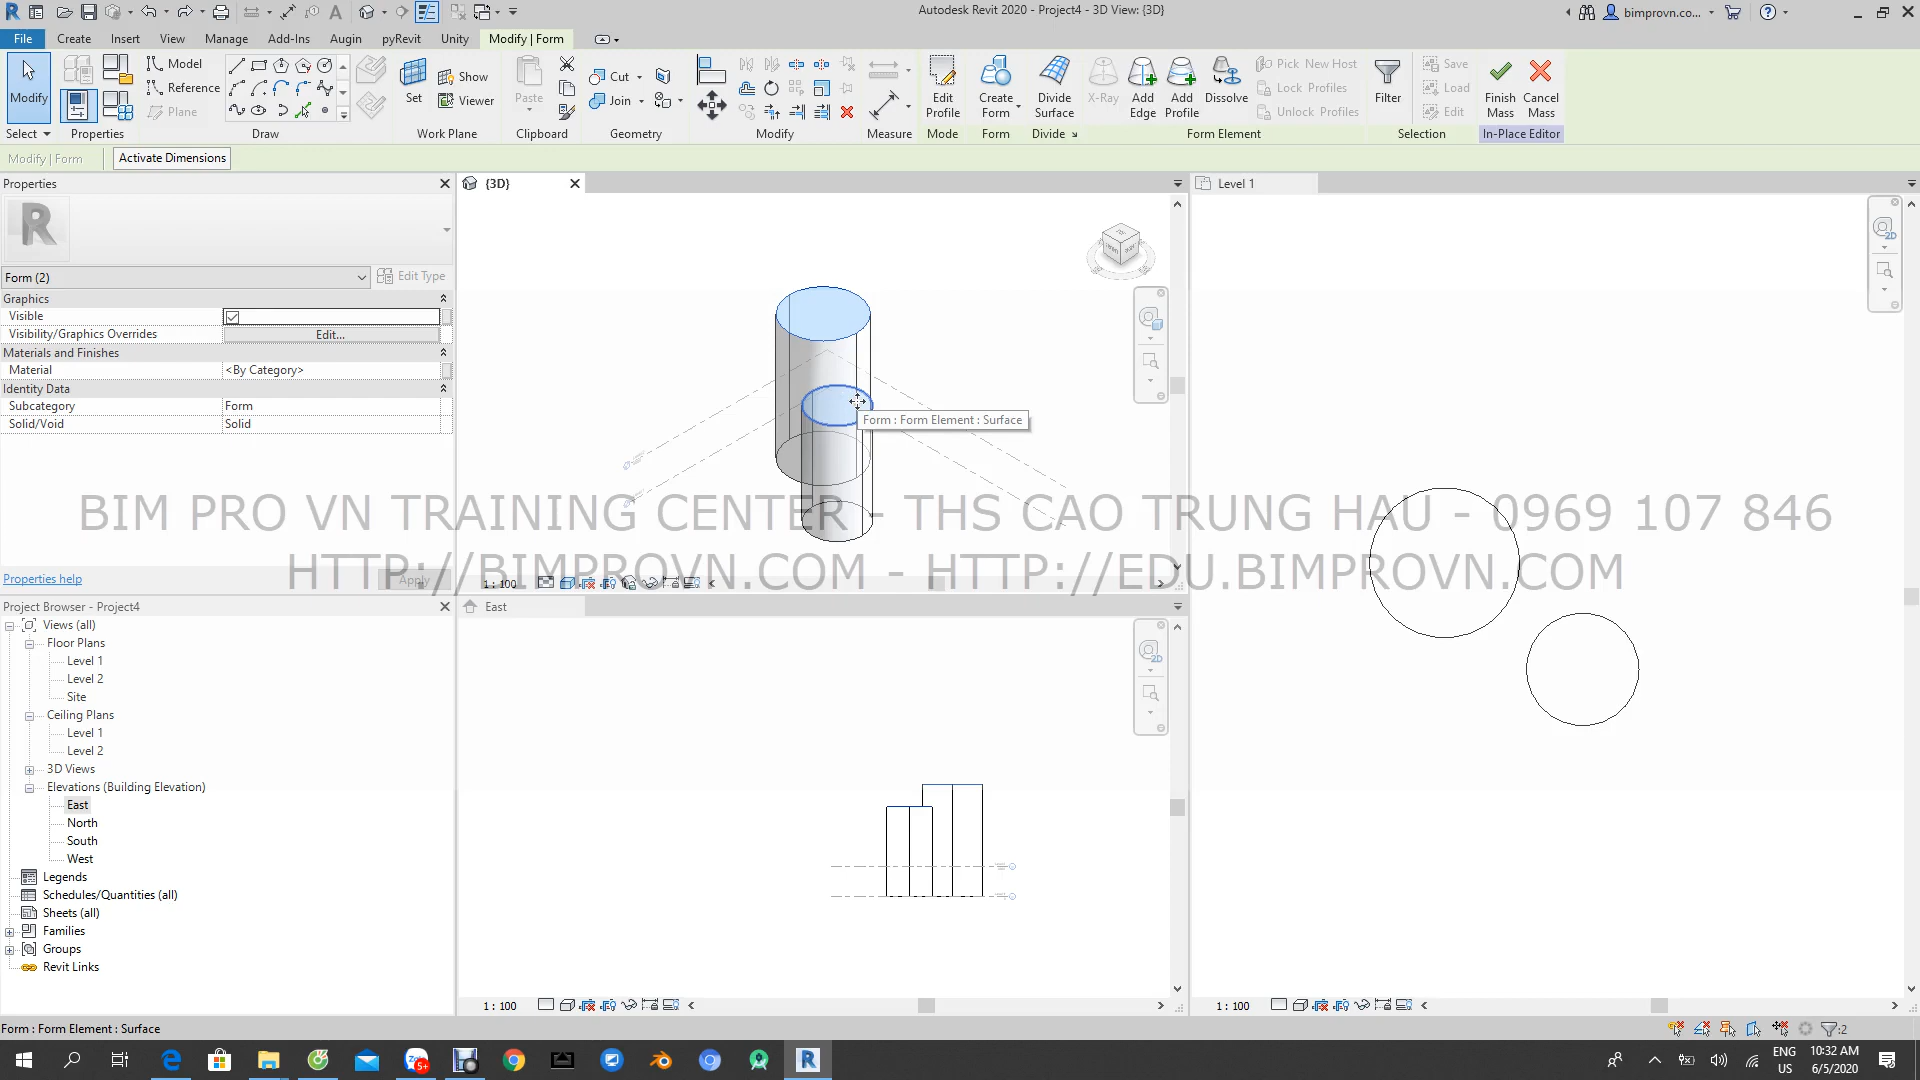 Autodesk Revit 2020 - Project4 - 3D View: {3D}
bimprovn.co...
File Create Insert View Manage Add-Ins Augin pyRevit Unity Modify | Form
Modify
Model
Reference
Plane
Set
Show
Viewer
Paste
Cut
Join
Edit Profile
Create Form
Divide Surface
X-Ray
Add Edge
Add Profile
Dissolve
Pick New Host
Lock Profiles
Unlock Profiles
Filter
Save
Load
Edit
Finish Mass
Cancel Mass
Select Properties Draw Work Plane Clipboard Geometry Modify Measure Mode Form Divide Form Element Selection In-Place Editor
Modify | Form Activate Dimensions
Properties
Form (2)
Edit Type
Graphics
Visible
Visibility/Graphics Overrides Edit...
Materials and Finishes
Material <By Category>
Identity Data
Subcategory Form
Solid/Void Solid
Properties help
Apply
{3D}
Form : Form Element : Surface
1 : 100
Level 1
BIM PRO VN TRAINING CENTER - THS CAO TRUNG HAU - 0969 107 846
HTTP://BIMPROVN.COM - HTTP://EDU.BIMPROVN.COM
Project Browser - Project4
Views (all)
Floor Plans
Level 1
Level 2
Site
Ceiling Plans
Level 1
Level 2
3D Views
Elevations (Building Elevation)
East
North
South
West
Legends
Schedules/Quantities (all)
Sheets (all)
Families
Groups
Revit Links
East
1 : 100
1 : 100
Form : Form Element : Surface
:2
ENG
US
10:32 AM
6/5/2020